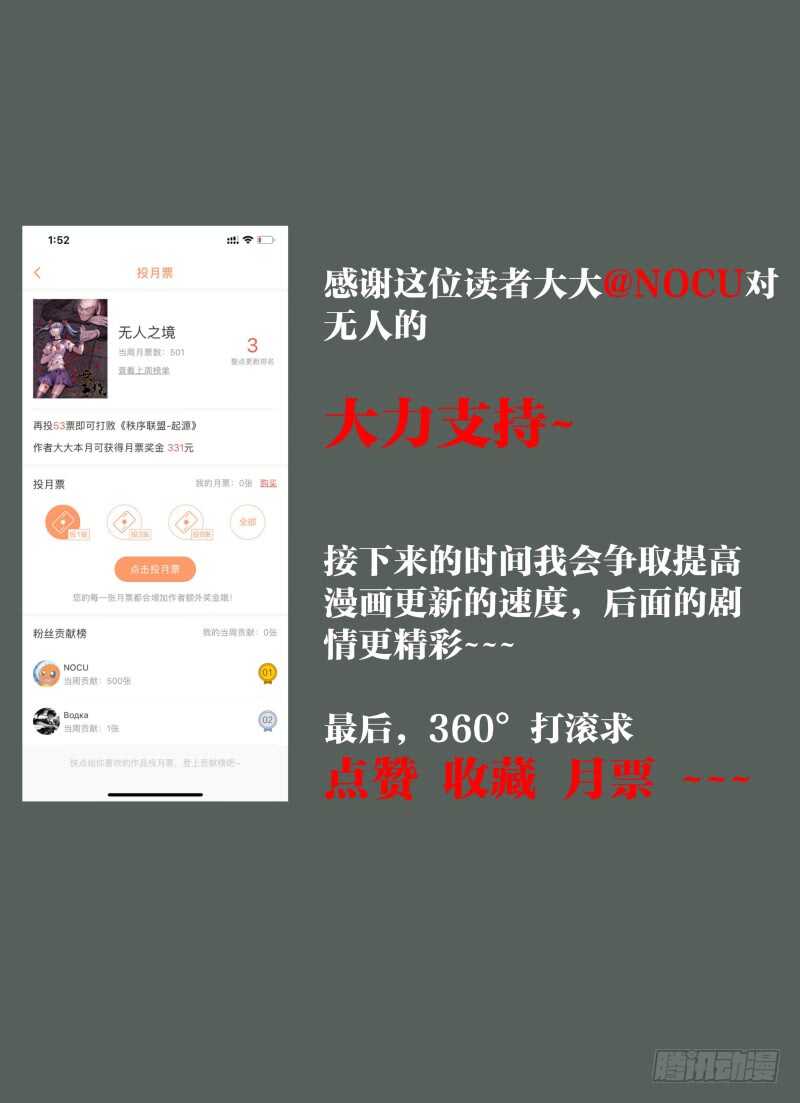 1:52
投月票
无人之境
当周月票数：501
查看上周榜单
3
整点更新排名
再投53票即可打败《秩序联盟-起源》
作者大大本月可获得月票奖金 331元
投月票
我的月票：0张 购买
投1张
全部
点击投月票
您的每一张月票都会增加作者额外奖金哦！
粉丝贡献榜
我的当周贡献：0张
NOCU
当周贡献：500张
01
Водка
当周贡献：1张
02
快点给你喜欢的作品投月票，登上贡献榜吧~
感谢这位读者大大@NOCU对
无人的
大力支持~
接下来的时间我会争取提高
漫画更新的速度，后面的剧
情更精彩~~~
最后，360°打滚求
点赞 收藏 月票 ~~~
腾讯动漫